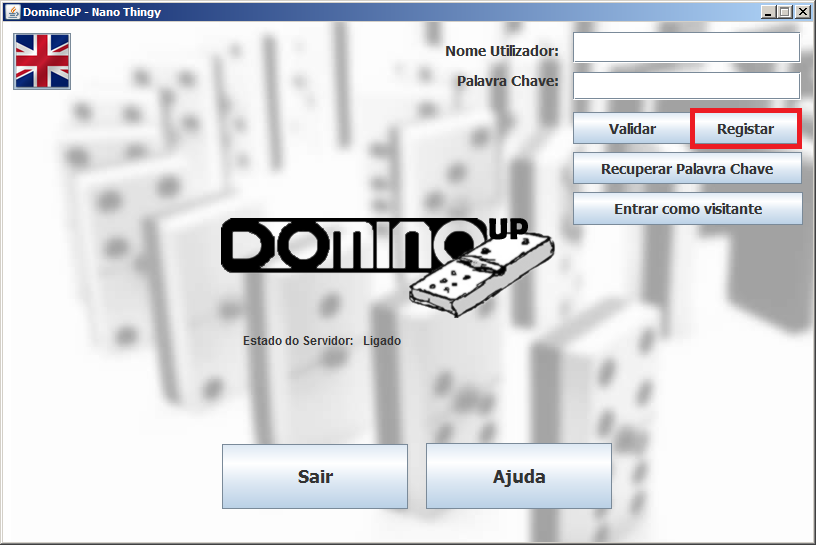 DomineUP - Nano Thingy
Nome Utilizador:
Palavra Chave:
Validar
Registar
Recuperar Palavra Chave
Entrar como visitante
DOMINO UP
Estado do Servidor: Ligado
Sair
Ajuda